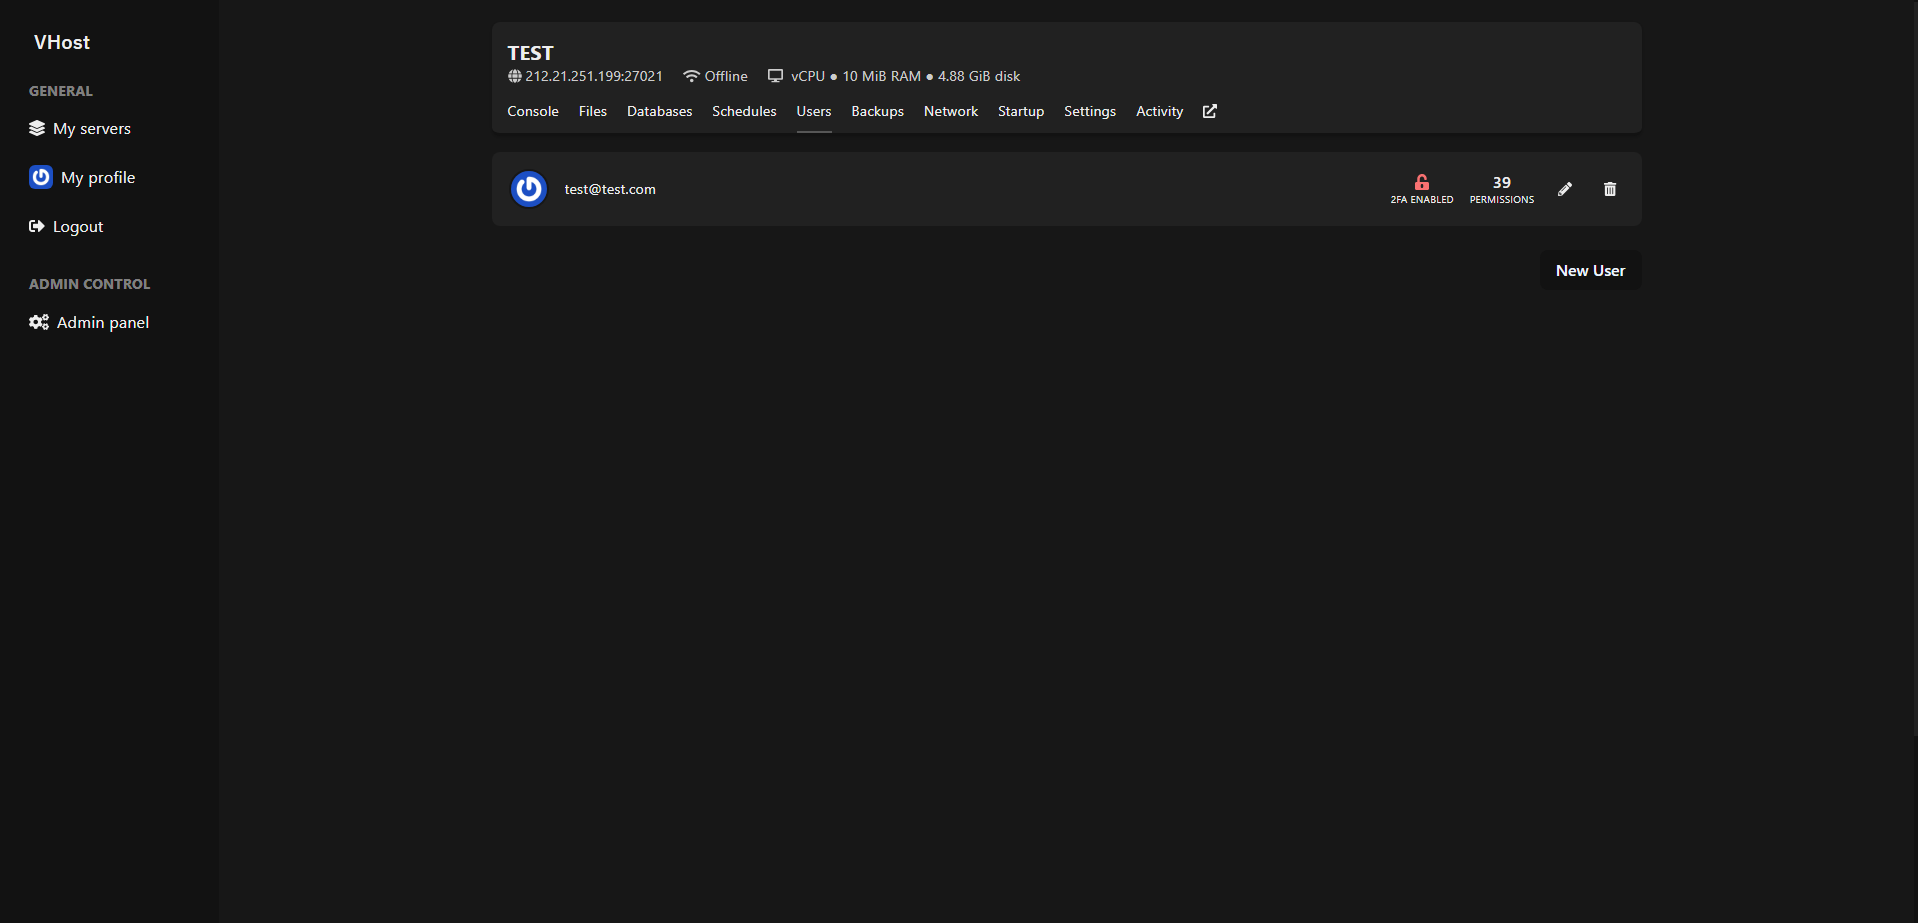 VHost
GENERAL
My servers
My profile
Logout
ADMIN CONTROL
Admin panel
TEST
212.21.251.199:27021 Offline vCPU ● 10 MiB RAM ● 4.88 GiB disk
Console Files Databases Schedules Users Backups Network Startup Settings Activity
test@test.com
39
2FA ENABLED PERMISSIONS
New User